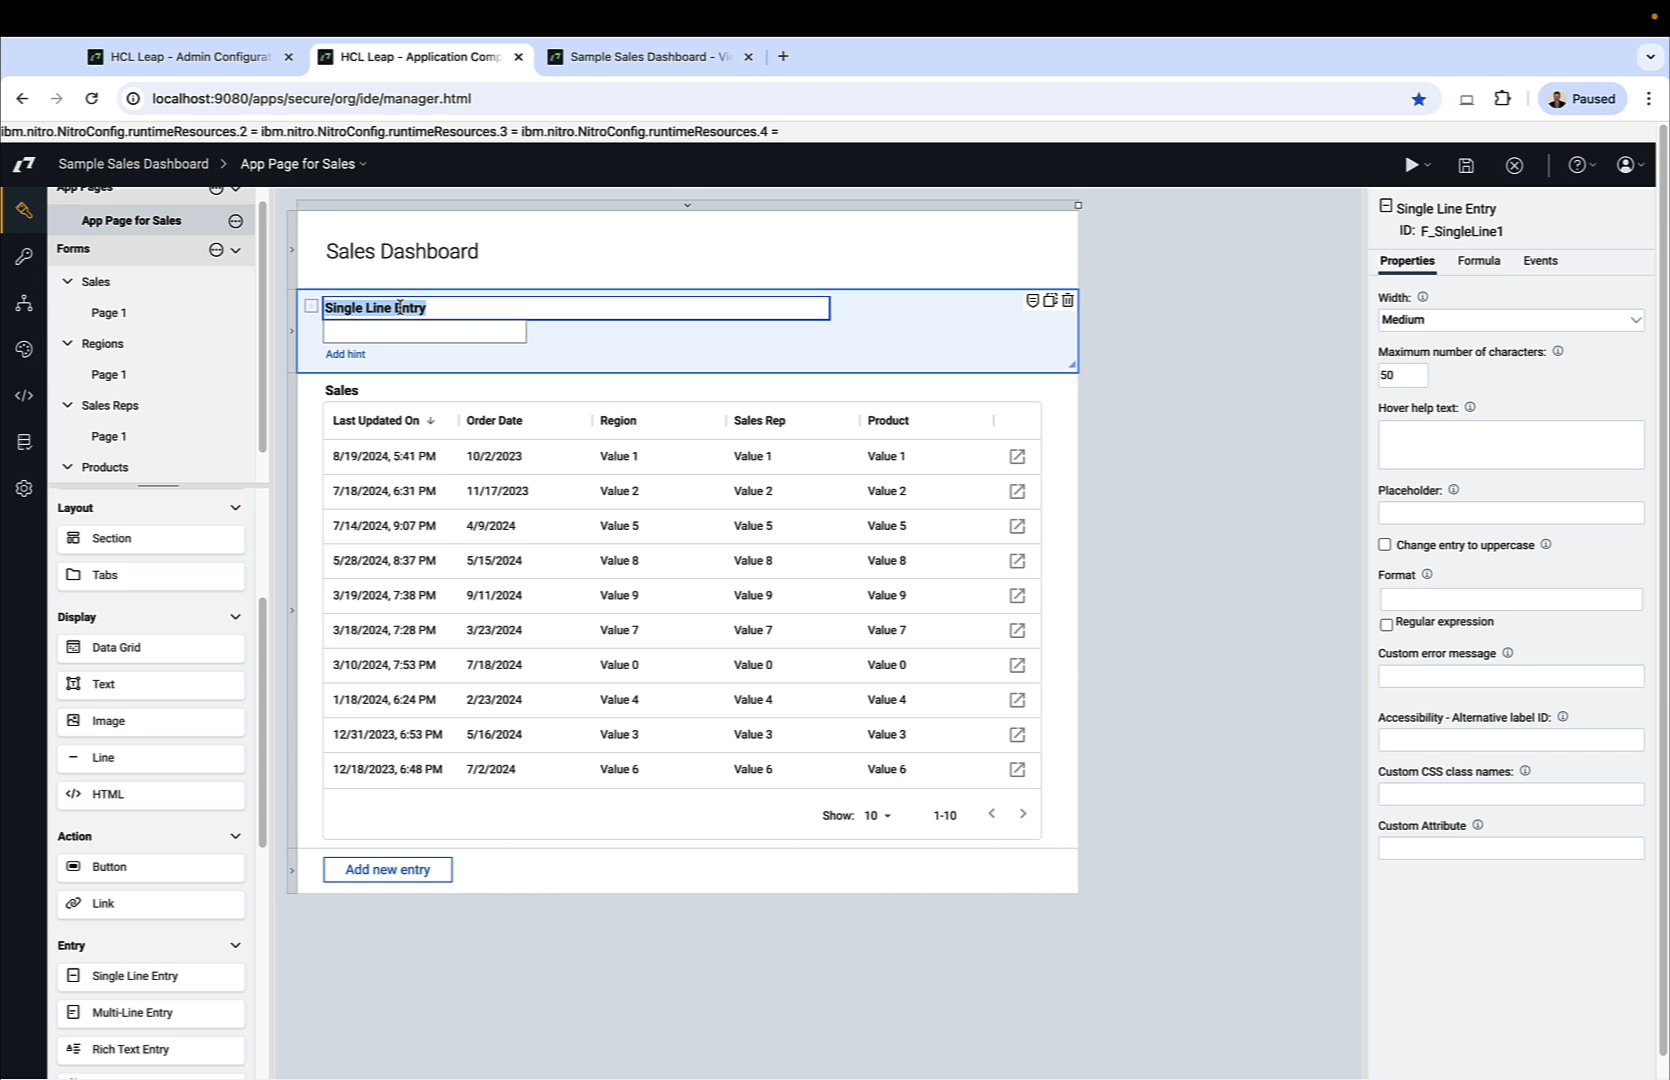 HCL Leap - Admin Configurat
HCL Leap - Application Comp
Sample Sales Dashboard - Vi
localhost:9080/apps/secure/org/ide/manager.html
Paused
ibm.nitro.NitroConfig.runtimeResources.2 = ibm.nitro.NitroConfig.runtimeResources.3 = ibm.nitro.NitroConfig.runtimeResources.4 =
Sample Sales Dashboard > App Page for Sales
App Pages
App Page for Sales
Forms
Sales
Page 1
Regions
Page 1
Sales Reps
Page 1
Products
Layout
Section
Tabs
Display
Data Grid
Text
Image
Line
HTML
Action
Button
Link
Entry
Single Line Entry
Multi-Line Entry
Rich Text Entry
Sales Dashboard
Single Line Entry
Add hint
Sales
Last Updated On Order Date Region Sales Rep Product
8/19/2024, 5:41 PM 10/2/2023 Value 1 Value 1 Value 1
7/18/2024, 6:31 PM 11/17/2023 Value 2 Value 2 Value 2
7/14/2024, 9:07 PM 4/9/2024 Value 5 Value 5 Value 5
5/28/2024, 8:37 PM 5/15/2024 Value 8 Value 8 Value 8
3/19/2024, 7:38 PM 9/11/2024 Value 9 Value 9 Value 9
3/18/2024, 7:28 PM 3/23/2024 Value 7 Value 7 Value 7
3/10/2024, 7:53 PM 7/18/2024 Value 0 Value 0 Value 0
1/18/2024, 6:24 PM 2/23/2024 Value 4 Value 4 Value 4
12/31/2023, 6:53 PM 5/16/2024 Value 3 Value 3 Value 3
12/18/2023, 6:48 PM 7/2/2024 Value 6 Value 6 Value 6
Show: 10 1-10
Add new entry
Single Line Entry
ID: F_SingleLine1
Properties Formula Events
Width:
Medium
Maximum number of characters:
50
Hover help text:
Placeholder:
Change entry to uppercase
Format
Regular expression
Custom error message
Accessibility - Alternative label ID:
Custom CSS class names:
Custom Attribute